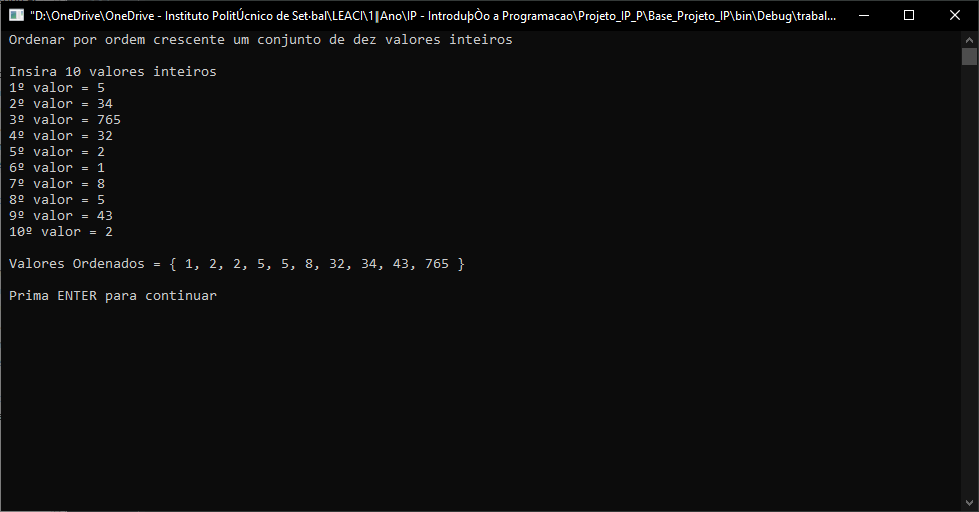 "D:\OneDrive\OneDrive - Instituto PolitÚcnico de Set·bal\LEACI\1║Ano\IP - IntroduþÒo a Programacao\Projeto_IP_P\Base_Projeto_IP\bin\Debug\trabal...
Ordenar por ordem crescente um conjunto de dez valores inteiros
Insira 10 valores inteiros
1º valor = 5
2º valor = 34
3º valor = 765
4º valor = 32
5º valor = 2
6º valor = 1
7º valor = 8
8º valor = 5
9º valor = 43
10º valor = 2
Valores Ordenados = { 1, 2, 2, 5, 5, 8, 32, 34, 43, 765 }
Prima ENTER para continuar